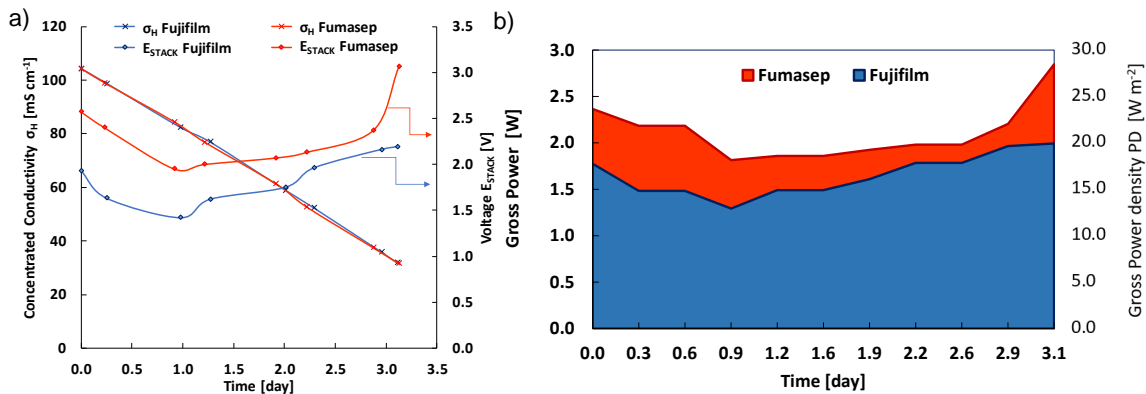 a)
σH Fujifilm
σH Fumasep
ESTACK Fujifilm
ESTACK Fumasep
Concentrated Conductivity σH [mS cm-1]
120
100
80
60
40
20
0
3.5
3.0
2.5
2.0
1.5
1.0
0.5
0.0
Voltage ESTACK [V]
0.0 0.5 1.0 1.5 2.0 2.5 3.0 3.5
Time [day]
b)
Fumasep Fujifilm
Gross Power [W]
3.0
2.5
2.0
1.5
1.0
0.5
0.0
30.0
25.0
20.0
15.0
10.0
5.0
0.0
Gross Power density PD [W m-2]
0.0 0.3 0.6 0.9 1.2 1.6 1.9 2.2 2.6 2.9 3.1
Time [day]